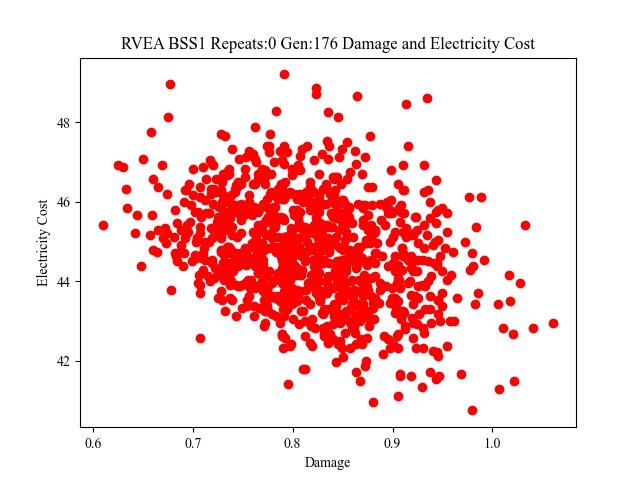 RVEA BSS1 Repeats:0 Gen:176 Damage and Electricity Cost
48
46
44
42
Electricity Cost
0.6 0.7 0.8 0.9 1.0
Damage